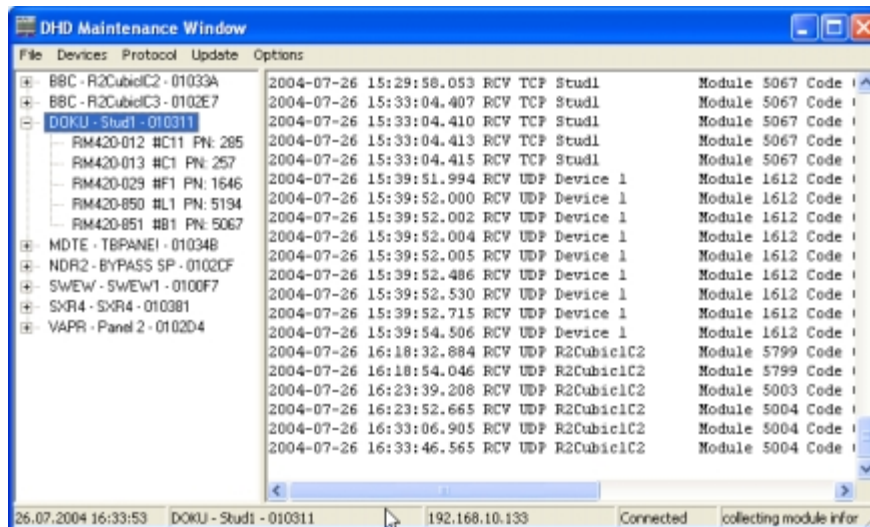 DHD Maintenance Window
File Devices Protocol Update Options
BBC - R2CubicIC2 - 01033A
BBC - R2CubicIC3 - 0102E7
DOKU - Stud1 - 010311
RM420-012 #C11 PN: 285
RM420-013 #C1 PN: 257
RM420-029 #F1 PN: 1646
RM420-850 #L1 PN: 5194
RM420-851 #B1 PN: 5067
MDTE - TBPANEl - 01034B
NDR2 - BYPASS SP - 0102CF
SWEW - SWEW1 - 0100F7
SXR4 - SXR4 - 010381
VAPR - Panel 2 - 0102D4
2004-07-26 15:29:58.053 RCV TCP Stud1 Module 5067 Code
2004-07-26 15:33:04.407 RCV TCP Stud1 Module 5067 Code
2004-07-26 15:33:04.410 RCV TCP Stud1 Module 5067 Code
2004-07-26 15:33:04.413 RCV TCP Stud1 Module 5067 Code
2004-07-26 15:33:04.415 RCV TCP Stud1 Module 5067 Code
2004-07-26 15:39:51.994 RCV UDP Device 1 Module 1612 Code
2004-07-26 15:39:52.000 RCV UDP Device 1 Module 1612 Code
2004-07-26 15:39:52.002 RCV UDP Device 1 Module 1612 Code
2004-07-26 15:39:52.004 RCV UDP Device 1 Module 1612 Code
2004-07-26 15:39:52.005 RCV UDP Device 1 Module 1612 Code
2004-07-26 15:39:52.486 RCV UDP Device 1 Module 1612 Code
2004-07-26 15:39:52.530 RCV UDP Device 1 Module 1612 Code
2004-07-26 15:39:52.715 RCV UDP Device 1 Module 1612 Code
2004-07-26 15:39:54.506 RCV UDP Device 1 Module 1612 Code
2004-07-26 16:18:32.884 RCV UDP R2CubicIC2 Module 5799 Code
2004-07-26 16:18:54.046 RCV UDP R2CubicIC2 Module 5799 Code
2004-07-26 16:23:39.208 RCV UDP R2CubicIC2 Module 5003 Code
2004-07-26 16:23:52.665 RCV UDP R2CubicIC2 Module 5004 Code
2004-07-26 16:33:06.905 RCV UDP R2CubicIC2 Module 5004 Code
2004-07-26 16:33:46.565 RCV UDP R2CubicIC2 Module 5004 Code
26.07.2004 16:33:53 DOKU - Stud1 - 010311 192.168.10.133 Connected collecting module infor